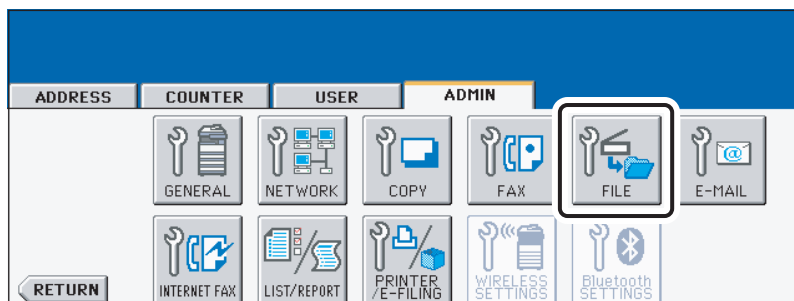 ADDRESS COUNTER USER ADMIN
GENERAL NETWORK COPY FAX FILE E-MAIL
INTERNET FAX LIST/REPORT PRINTER
/E-FILING WIRELESS
SETTINGS Bluetooth
SETTINGS
RETURN